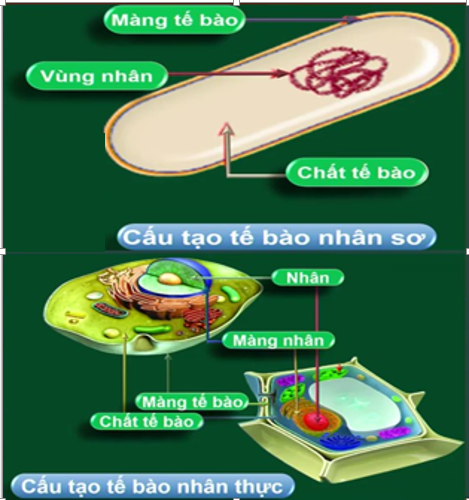 Màng tế bào
Vùng nhân
Chất tế bào
Cấu tạo tế bào nhân sơ
Nhân
Màng nhân
Màng tế bào
Chất tế bào
Cấu tạo tế bào nhân thực